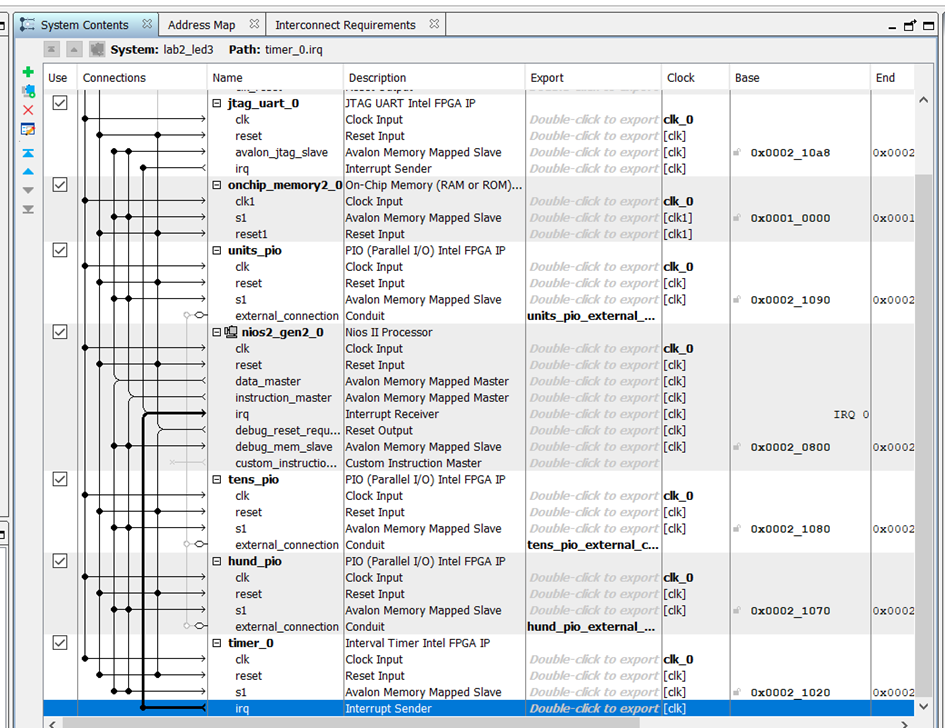 System Contents Address Map Interconnect Requirements
System: lab2_led3 Path: timer_0.irq
Use Connections Name Description Export Clock Base End
jtag_uart_0 JTAG UART Intel FPGA IP
clk Clock Input Double-click to export clk_0
reset Reset Input Double-click to export [clk]
avalon_jtag_slave Avalon Memory Mapped Slave Double-click to export [clk] 0x0002_10a8 0x0002
irq Interrupt Sender Double-click to export [clk]
onchip_memory2_0 On-Chip Memory (RAM or ROM)...
clk1 Clock Input Double-click to export clk_0
s1 Avalon Memory Mapped Slave Double-click to export [clk1] 0x0001_0000 0x0001
reset1 Reset Input Double-click to export [clk1]
units_pio PIO (Parallel I/O) Intel FPGA IP
clk Clock Input Double-click to export clk_0
reset Reset Input Double-click to export [clk]
s1 Avalon Memory Mapped Slave Double-click to export [clk] 0x0002_1090 0x0002
external_connection Conduit units_pio_external_...
nios2_gen2_0 Nios II Processor
clk Clock Input Double-click to export clk_0
reset Reset Input Double-click to export [clk]
data_master Avalon Memory Mapped Master Double-click to export [clk]
instruction_master Avalon Memory Mapped Master Double-click to export [clk]
irq Interrupt Receiver Double-click to export [clk] IRQ 0
debug_reset_requ... Reset Output Double-click to export [clk]
debug_mem_slave Avalon Memory Mapped Slave Double-click to export [clk] 0x0002_0800 0x0002
custom_instructio... Custom Instruction Master Double-click to export
tens_pio PIO (Parallel I/O) Intel FPGA IP
clk Clock Input Double-click to export clk_0
reset Reset Input Double-click to export [clk]
s1 Avalon Memory Mapped Slave Double-click to export [clk] 0x0002_1080 0x0002
external_connection Conduit tens_pio_external_c...
hund_pio PIO (Parallel I/O) Intel FPGA IP
clk Clock Input Double-click to export clk_0
reset Reset Input Double-click to export [clk]
s1 Avalon Memory Mapped Slave Double-click to export [clk] 0x0002_1070 0x0002
external_connection Conduit hund_pio_external_...
timer_0 Interval Timer Intel FPGA IP
clk Clock Input Double-click to export clk_0
reset Reset Input Double-click to export [clk]
s1 Avalon Memory Mapped Slave Double-click to export [clk] 0x0002_1020 0x0002
irq Interrupt Sender Double-click to export [clk]